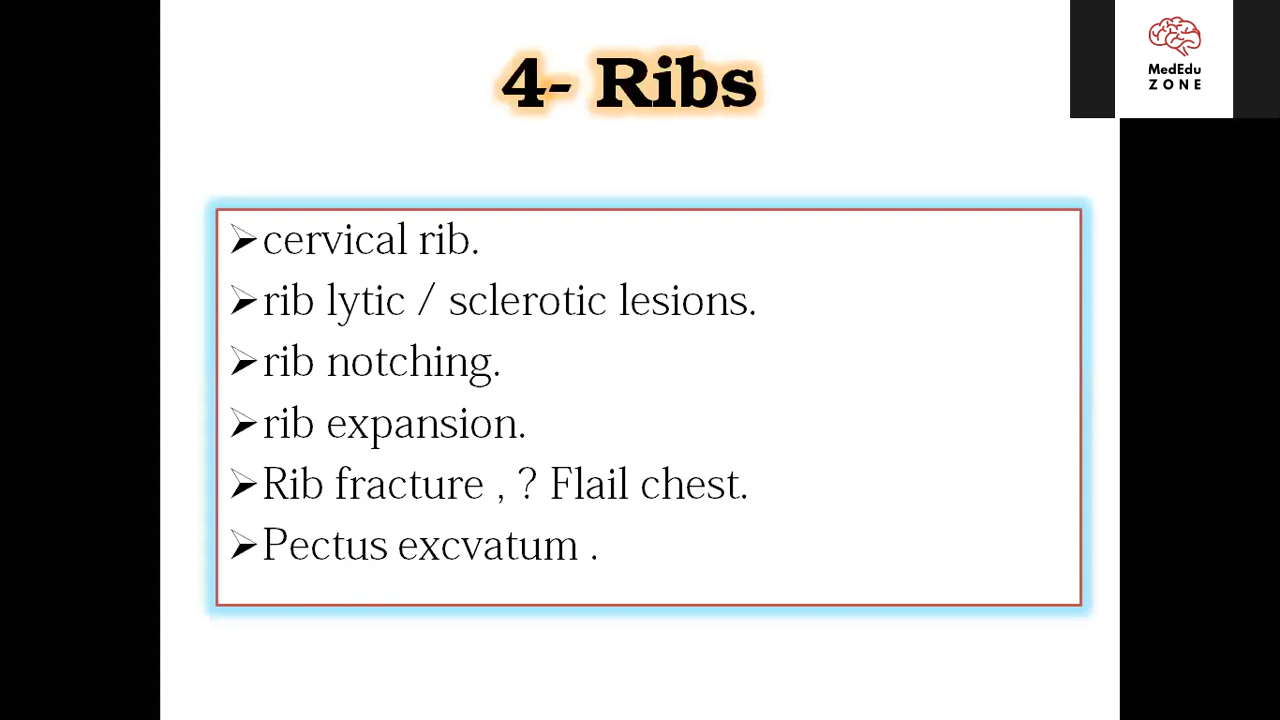 4- Ribs
MedEdu
ZONE
cervical rib.
rib lytic / sclerotic lesions.
rib notching.
rib expansion.
Rib fracture , ? Flail chest.
Pectus excvatum .